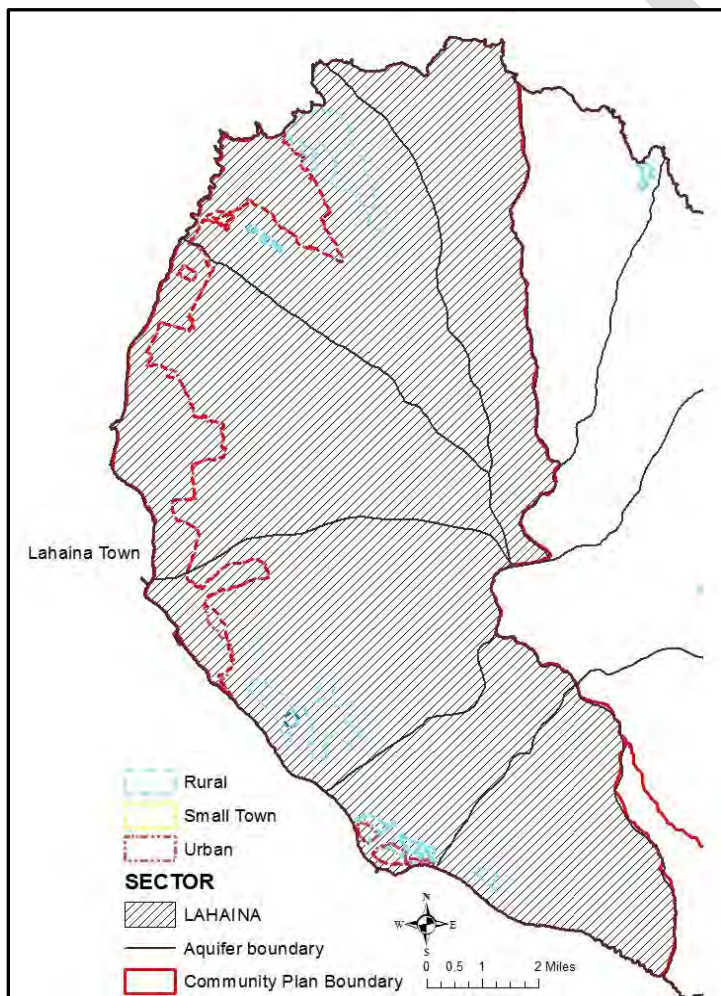 Lahaina Town
Rural
Small Town
Urban
SECTOR
LAHAINA
Aquifer boundary
Community Plan Boundary
N
W E
S
0 0.5 1 2 Miles